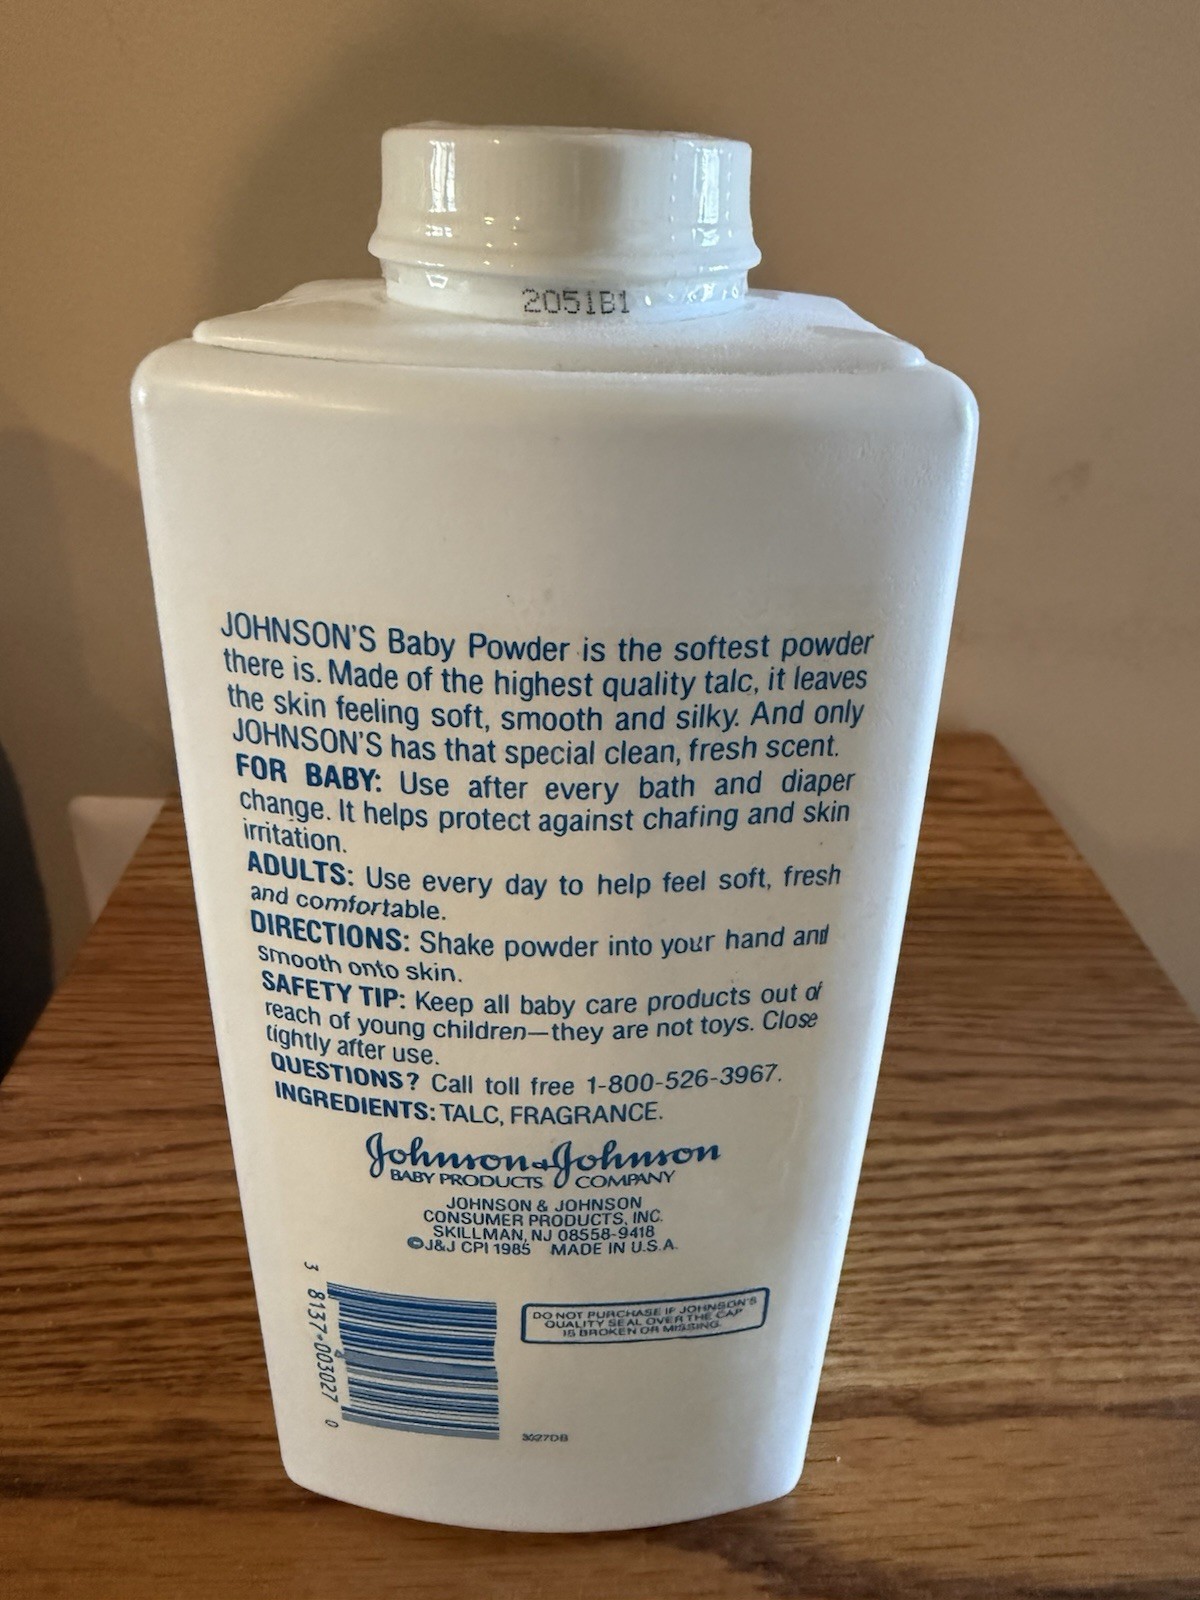 2051B1
JOHNSON'S Baby Powder is the softest powder
there is. Made of the highest quality talc, it leaves
the skin feeling soft, smooth and silky. And only
JOHNSON'S has that special clean, fresh scent.
FOR BABY: Use after every bath and diaper
change. It helps protect against chafing and skin
irritation.
ADULTS: Use every day to help feel soft, fresh
and comfortable.
DIRECTIONS: Shake powder into your hand and
smooth onto skin.
SAFETY TIP: Keep all baby care products out of
reach of young children—they are not toys. Close
tightly after use.
QUESTIONS? Call toll free 1-800-526-3967.
INGREDIENTS: TALC, FRAGRANCE.
Johnson & Johnson
BABY PRODUCTS COMPANY
JOHNSON & JOHNSON
CONSUMER PRODUCTS, INC.
SKILLMAN, NJ 08558-9418
©J&J CPI 1985 MADE IN U.S.A.
3 8137-003027 0
DO NOT PURCHASE IF JOHNSON'S
QUALITY SEAL OVER THE CAP
IS BROKEN OR MISSING.
3027DB